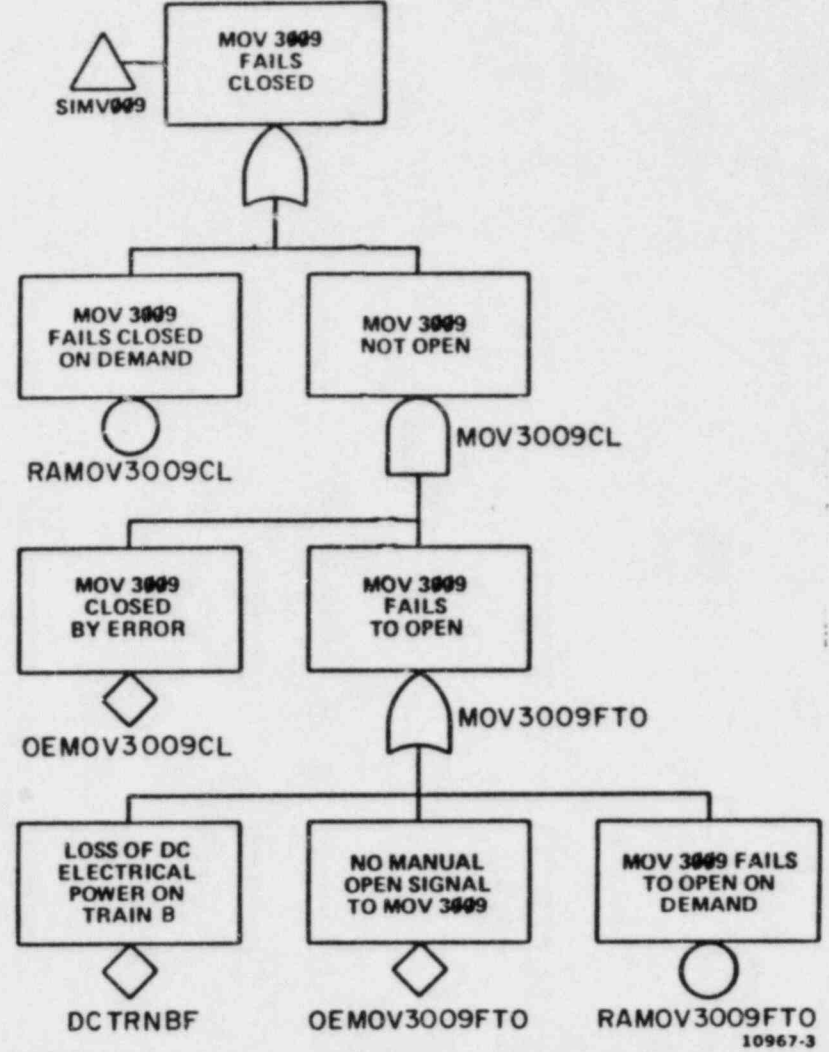 MOV 3009
FAILS
CLOSED
SIMV009
MOV 3009
FAILS CLOSED
ON DEMAND
MOV 3009
NOT OPEN
RAMOV3009CL
MOV3009CL
MOV 3009
CLOSED
BY ERROR
MOV 3009
FAILS
TO OPEN
OEMOV3009CL
MOV3009FTO
LOSS OF DC
ELECTRICAL
POWER ON
TRAIN B
NO MANUAL
OPEN SIGNAL
TO MOV 3009
MOV 3009 FAILS
TO OPEN ON
DEMAND
DCTRNBF
OEMOV3009FTO
RAMOV3009FTO
10967-3